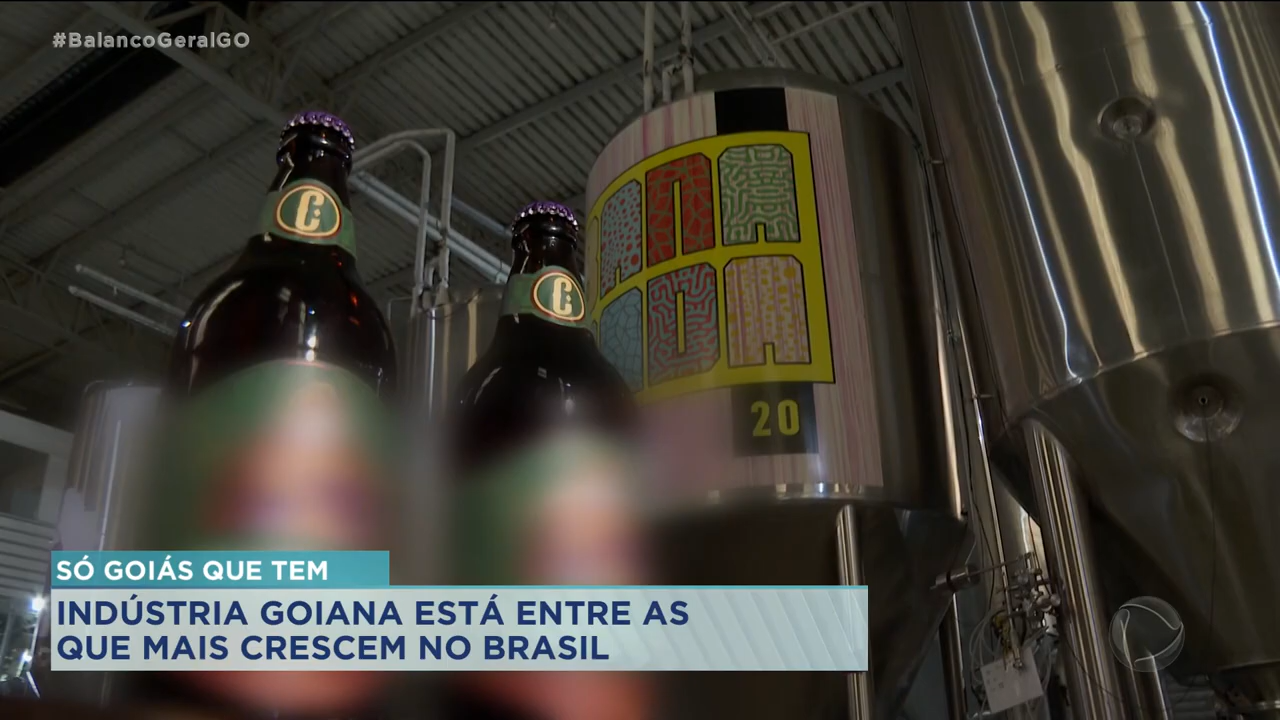 #BalancoGeralGO
C:
C:
20
SÓ GOIÁS QUE TEM
INDÚSTRIA GOIANA ESTÁ ENTRE AS
QUE MAIS CRESCEM NO BRASIL